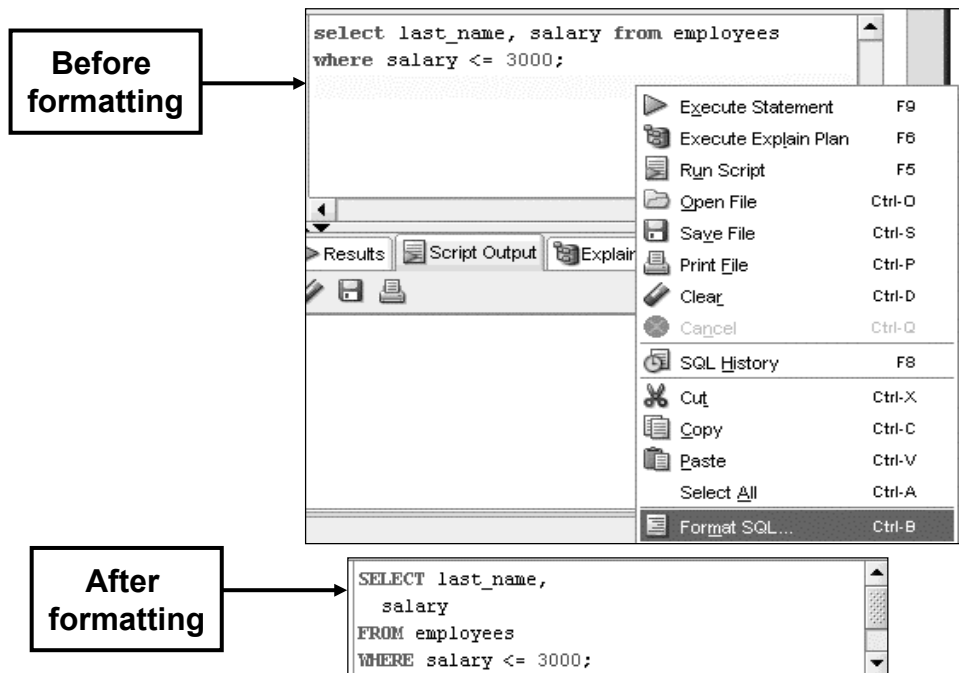 Before
formatting
select last_name, salary from employees
where salary <= 3000;
Execute Statement F9
Execute Explain Plan F6
Run Script F5
Open File Ctrl-O
Save File Ctrl-S
Print File Ctrl-P
Clear Ctrl-D
Cancel Ctrl-Q
SQL History F8
Cut Ctrl-X
Copy Ctrl-C
Paste Ctrl-V
Select All Ctrl-A
Format SQL... Ctrl-B
Results Script Output Explain
After
formatting
SELECT last_name,
salary
FROM employees
WHERE salary <= 3000;